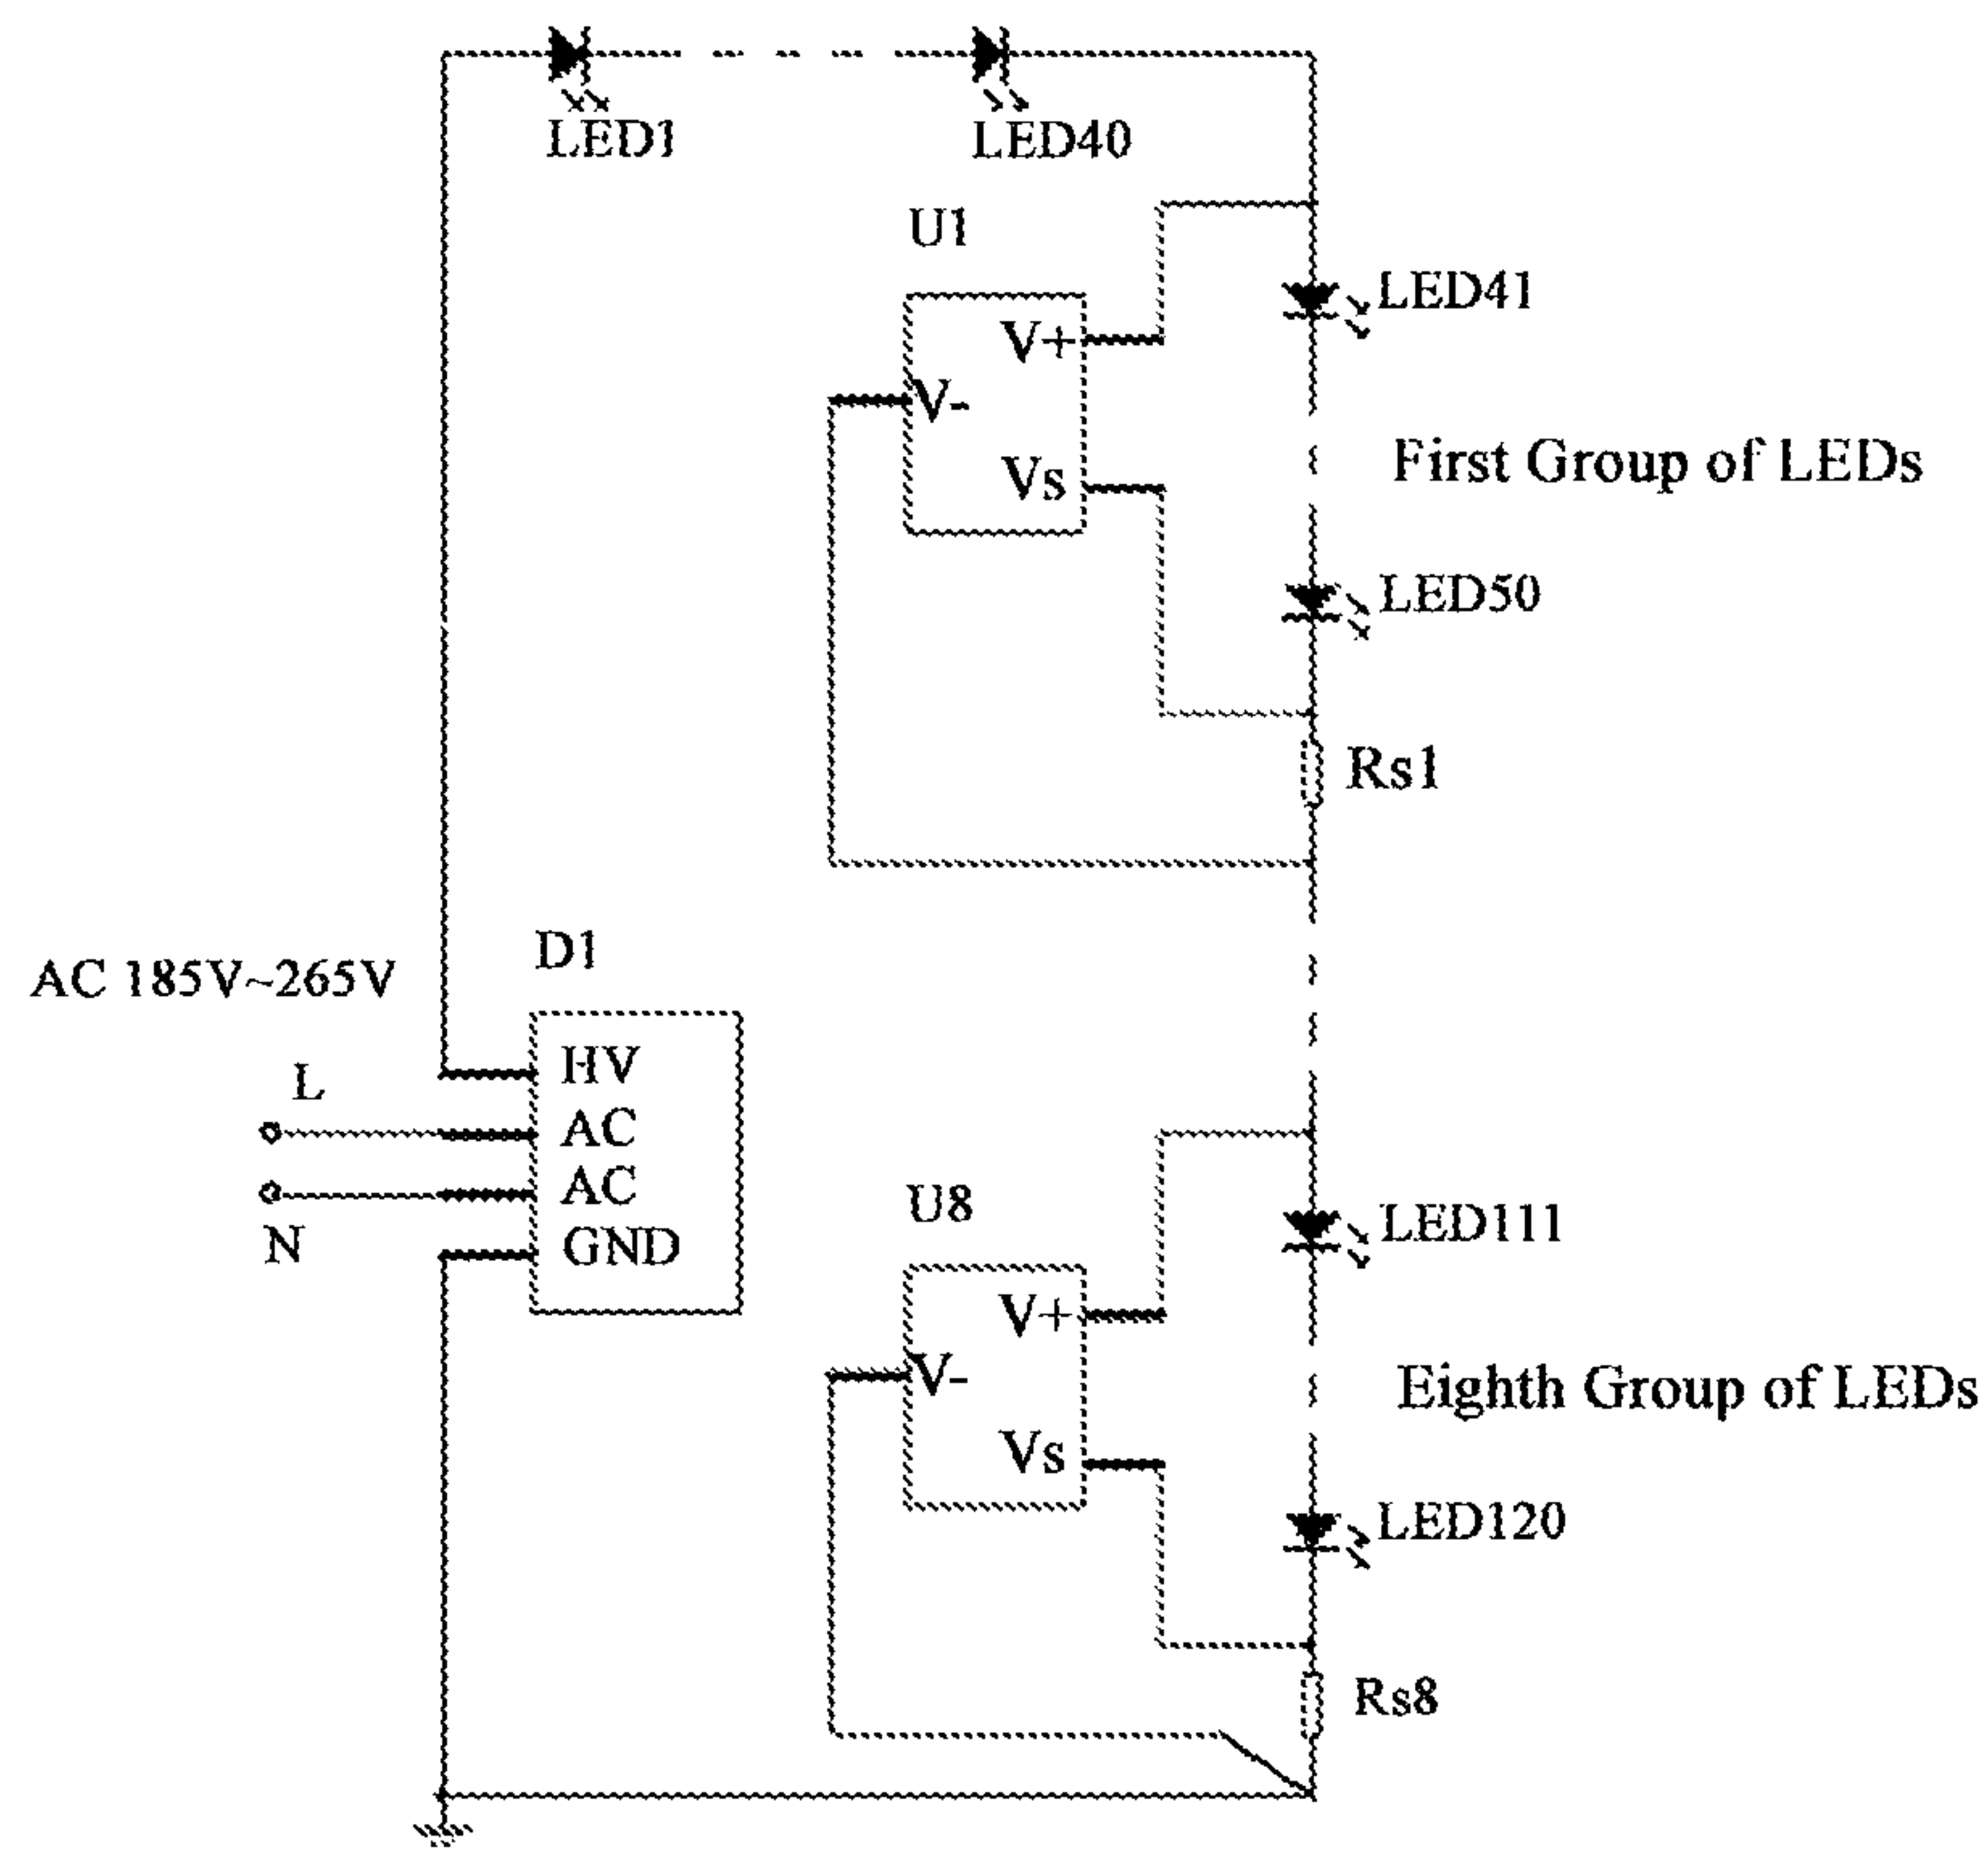 LED1
LED40
U1
V+
V-
Vs
LED41
First Group of LEDs
LED50
Rs1
D1
AC 185V~265V
HV
L
AC
AC
N
GND
U8
V+
V-
Vs
LED111
Eighth Group of LEDs
LED120
Rs8